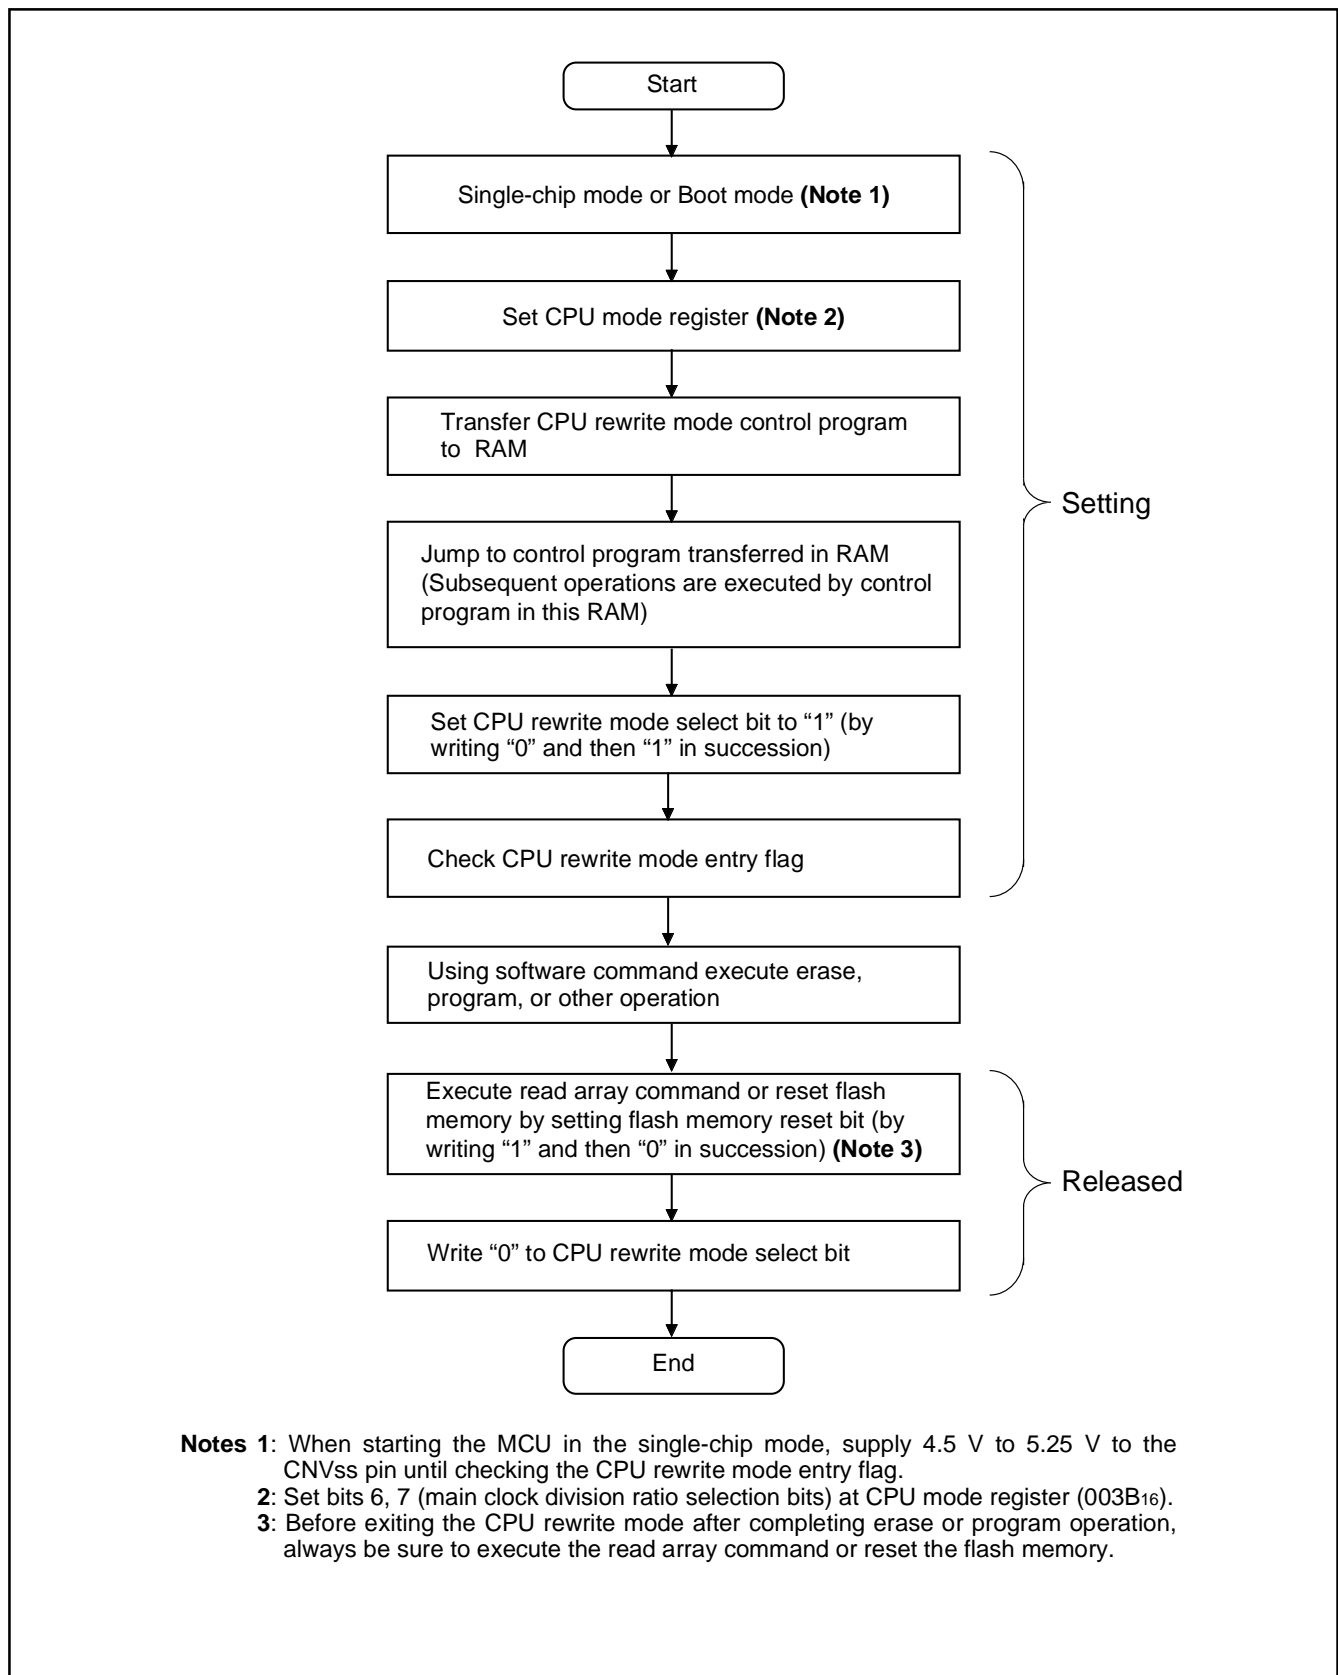 Start
Single-chip mode or Boot mode (Note 1)
Set CPU mode register (Note 2)
Transfer CPU rewrite mode control program
to RAM
Jump to control program transferred in RAM
(Subsequent operations are executed by control
program in this RAM)
Setting
Set CPU rewrite mode select bit to “1” (by
writing “0” and then “1” in succession)
Check CPU rewrite mode entry flag
Using software command execute erase,
program, or other operation
Execute read array command or reset flash
memory by setting flash memory reset bit (by
writing “1” and then “0” in succession) (Note 3)
Released
Write “0” to CPU rewrite mode select bit
End
Notes 1: When starting the MCU in the single-chip mode, supply 4.5 V to 5.25 V to the
CNVss pin until checking the CPU rewrite mode entry flag.
2: Set bits 6, 7 (main clock division ratio selection bits) at CPU mode register (003B16).
3: Before exiting the CPU rewrite mode after completing erase or program operation,
always be sure to execute the read array command or reset the flash memory.